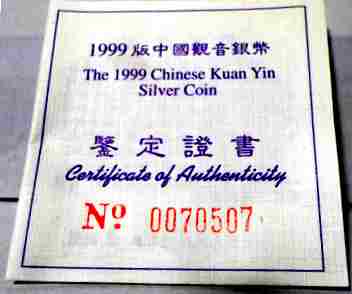 1999 版中國觀音銀幣
The 1999 Chinese Kuan Yin
Silver Coin
鑒定證書
Certificate of Authenticity
Nº 0070507